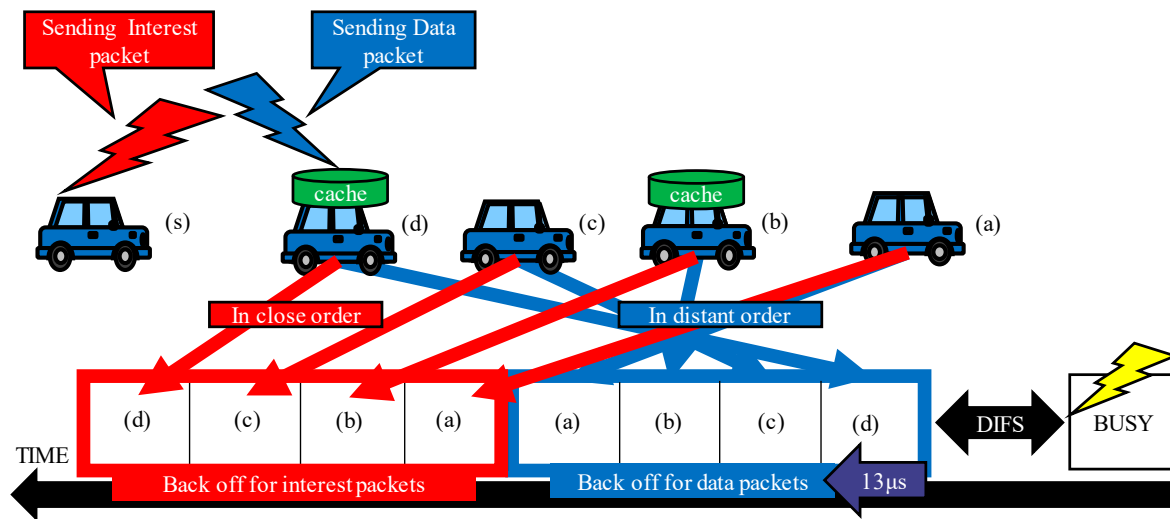 Sending Interest
packet
Sending Data
packet
cache
cache
(s)
(d)
(c)
(b)
(a)
In close order
In distant order
(d)
(c)
(b)
(a)
(a)
(b)
(c)
(d)
DIFS
BUSY
TIME
Back off for interest packets
Back off for data packets
13μs